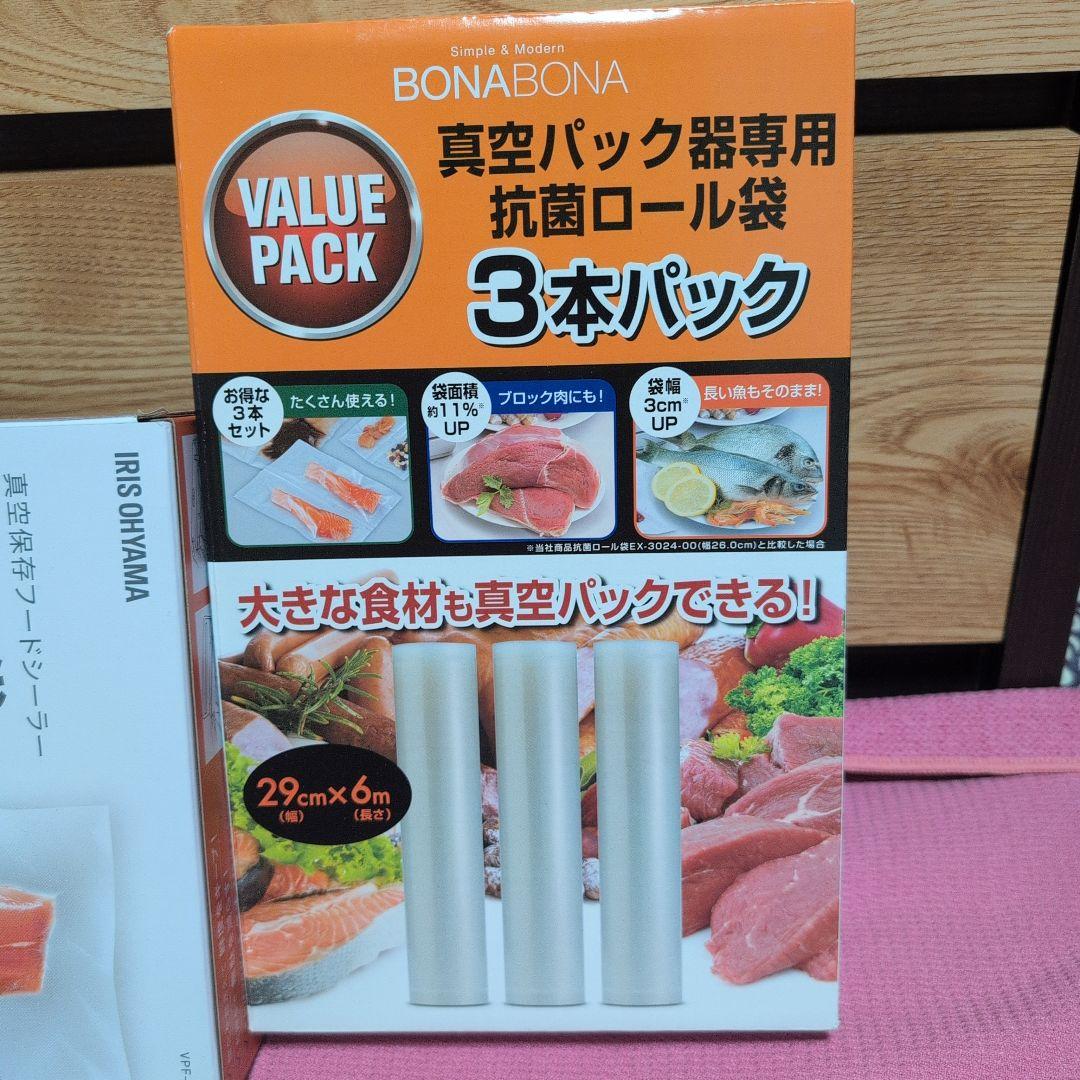 Simple & Modern
BONABONA
VALUE
PACK
真空パック器専用
抗菌ロール袋
3本パック
お得な
3本
セット
たくさん使える!
袋面積
約11%※
UP
ブロック肉にも!
袋幅
3cm※
UP
長い魚もそのまま!
※当社商品抗菌ロール袋EX-3024-00(幅26.0cm)と比較した場合
大きな食材も真空パックできる!
29cm×6m
(幅) (長さ)
IRIS OHYAMA
真空保存フードシーラー
VPF-